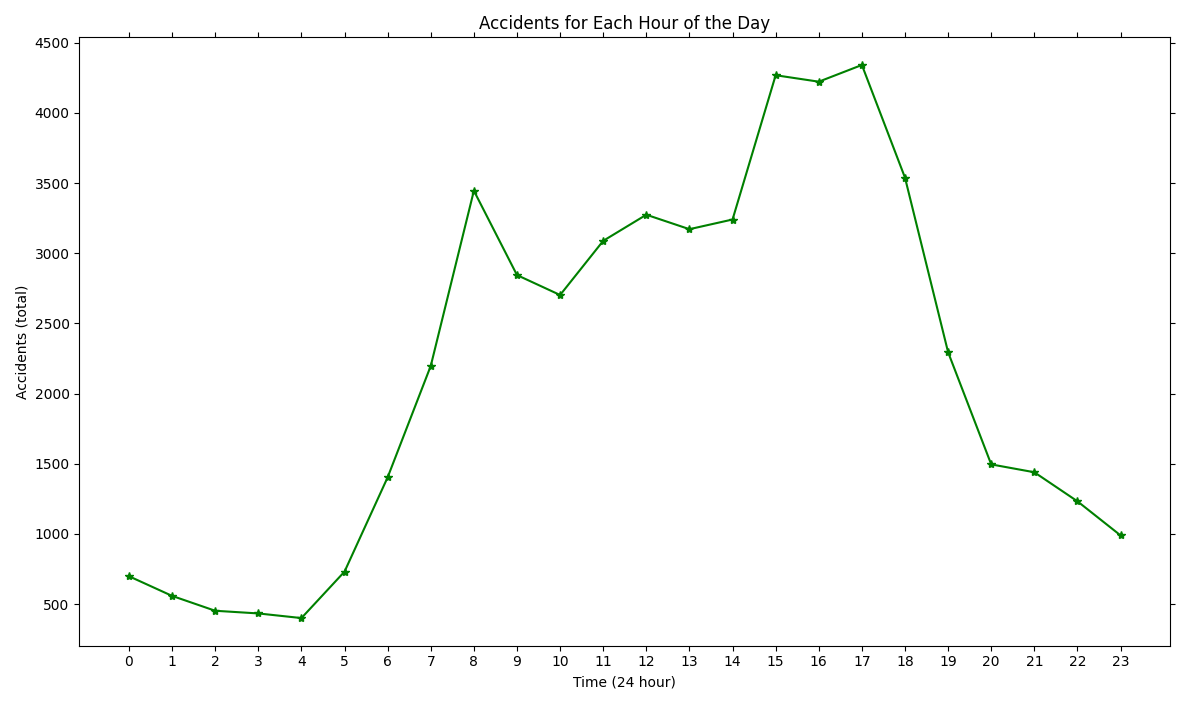 Accidents for Each Hour of the Day
4500
4000
3500
3000
2500
2000
1500
1000
500
Accidents (total)
0 1 2 3 4 5 6 7 8 9 10 11 12 13 14 15 16 17 18 19 20 21 22 23
Time (24 hour)